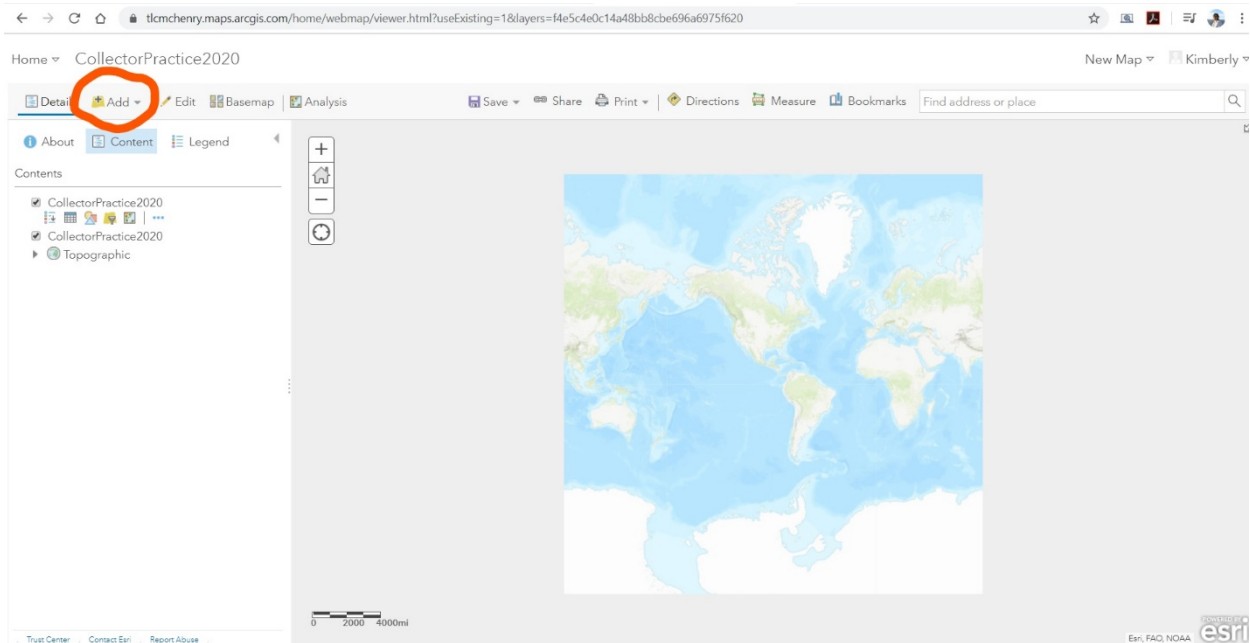 tlcmchenry.maps.arcgis.com/home/webmap/viewer.html?useExisting=1&layers=f4e5c4e0c14a48bb8cbe696a6975f620
Home CollectorPractice2020 New Map Kimberly
Detai Add Edit Basemap Analysis Save Share Print Directions Measure Bookmarks Find address or place
About Content Legend
Contents
CollectorPractice2020
CollectorPractice2020
Topographic
0 2000 4000mi
Trust Center Contact Esri Report Abuse Esri, FAO, NOAA POWERED BY esri